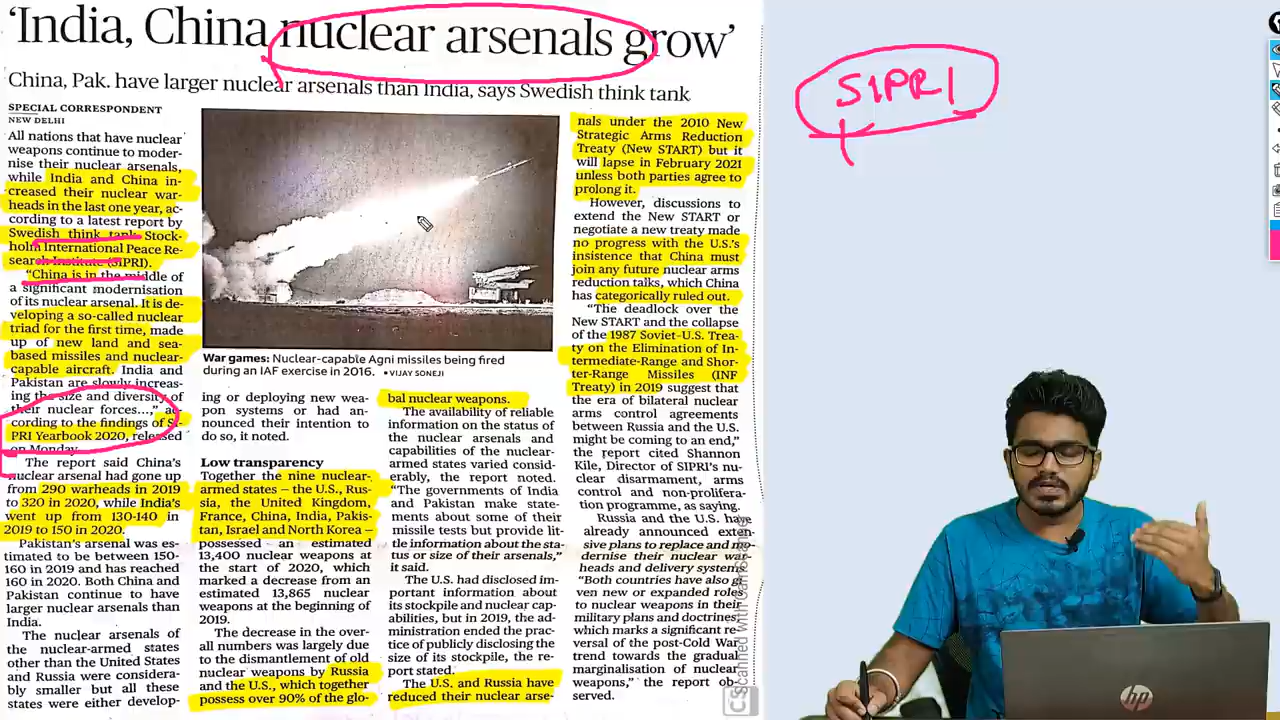 ‘India, China nuclear arsenals grow’
China, Pak. have larger nuclear arsenals than India, says Swedish think tank
SPECIAL CORRESPONDENT
NEW DELHI
All nations that have nuclear
weapons continue to moder-
nise their nuclear arsenals,
while India and China in-
creased their nuclear war-
heads in the last one year, ac-
cording to a latest report by
Swedish think tank Stock-
holm International Peace Re-
search Institute (SIPRI).
“China is in the middle of
a significant modernisation
of its nuclear arsenal. It is de-
veloping a so-called nuclear
triad for the first time, made
up of new land and sea-
based missiles and nuclear-
capable aircraft. India and
Pakistan are slowly increas-
ing the size and diversity of
their nuclear forces...,” ac-
cording to the findings of SI-
PRI Yearbook 2020, released
on Monday.
The report said China’s
nuclear arsenal had gone up
from 290 warheads in 2019
to 320 in 2020, while India’s
went up from 130-140 in
2019 to 150 in 2020.
Pakistan’s arsenal was es-
timated to be between 150-
160 in 2019 and has reached
160 in 2020. Both China and
Pakistan continue to have
larger nuclear arsenals than
India.
The nuclear arsenals of
the nuclear-armed states
other than the United States
and Russia were considera-
bly smaller but all these
states were either develop-
War games: Nuclear-capable Agni missiles being fired
during an IAF exercise in 2016. • VIJAY SONEJI
ing or deploying new wea-
pon systems or had an-
nounced their intention to
do so, it noted.
Low transparency
Together the nine nuclear-
armed states – the U.S., Rus-
sia, the United Kingdom,
France, China, India, Pakis-
tan, Israel and North Korea –
possessed an estimated
13,400 nuclear weapons at
the start of 2020, which
marked a decrease from an
estimated 13,865 nuclear
weapons at the beginning of
2019.
The decrease in the over-
all numbers was largely due
to the dismantlement of old
nuclear weapons by Russia
and the U.S., which together
possess over 90% of the glo-
bal nuclear weapons.
The availability of reliable
information on the status of
the nuclear arsenals and
capabilities of the nuclear-
armed states varied consid-
erably, the report noted.
“The governments of India
and Pakistan make state-
ments about some of their
missile tests but provide lit-
tle information about the sta-
tus or size of their arsenals,”
it said.
The U.S. had disclosed im-
portant information about
its stockpile and nuclear cap-
abilities, but in 2019, the ad-
ministration ended the prac-
tice of publicly disclosing the
size of its stockpile, the re-
port stated.
The U.S. and Russia have
reduced their nuclear arse-
nals under the 2010 New
Strategic Arms Reduction
Treaty (New START) but it
will lapse in February 2021
unless both parties agree to
prolong it.
However, discussions to
extend the New START or
negotiate a new treaty made
no progress with the U.S.’s
insistence that China must
join any future nuclear arms
reduction talks, which China
has categorically ruled out.
“The deadlock over the
New START and the collapse
of the 1987 Soviet-U.S. Trea-
ty on the Elimination of In-
termediate-Range and Shor-
ter-Range Missiles (INF
Treaty) in 2019 suggest that
the era of bilateral nuclear
arms control agreements
between Russia and the U.S.
might be coming to an end,”
the report cited Shannon
Kile, Director of SIPRI’s nu-
clear disarmament, arms
control and non-prolifera-
tion programme, as saying.
Russia and the U.S. have
already announced exten-
sive plans to replace and mo-
dernise their nuclear war-
heads and delivery systems.
“Both countries have also gi-
ven new or expanded roles
to nuclear weapons in their
military plans and doctrines,
which marks a significant re-
versal of the post-Cold War
trend towards the gradual
marginalisation of nuclear
weapons,” the report ob-
served.
CS Scanned with CamScanner
SIPRI
hp